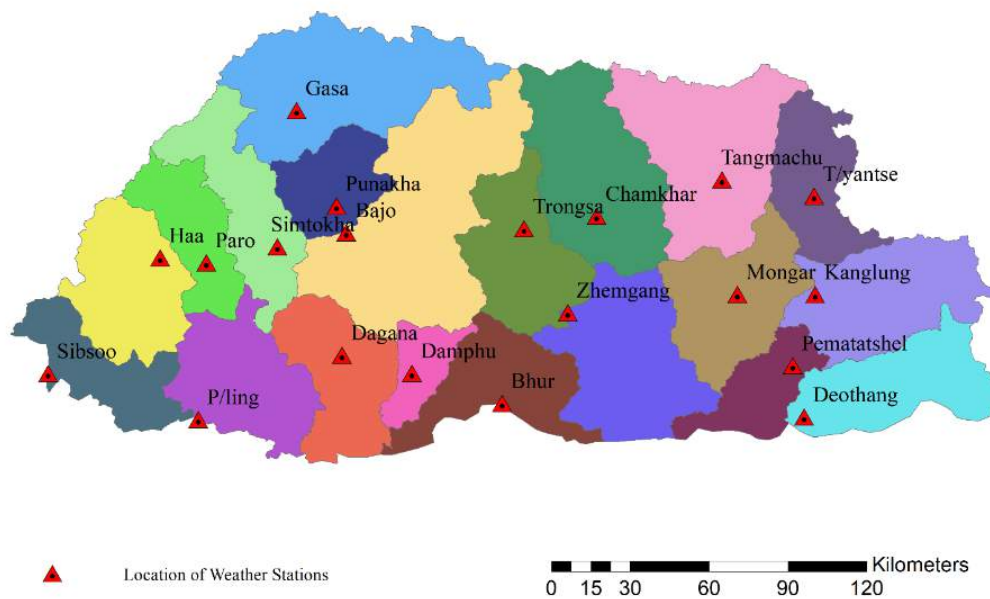 Gasa
Punakha
Bajo
Simtokha
Haa
Paro
Trongsa
Chamkhar
Tangmachu
T/yantse
Zhemgang
Mongar
Kanglung
Sibsoo
P/ling
Dagana
Damphu
Bhur
Pematatshel
Deothang
Location of Weather Stations
Kilometers
0 15 30 60 90 120